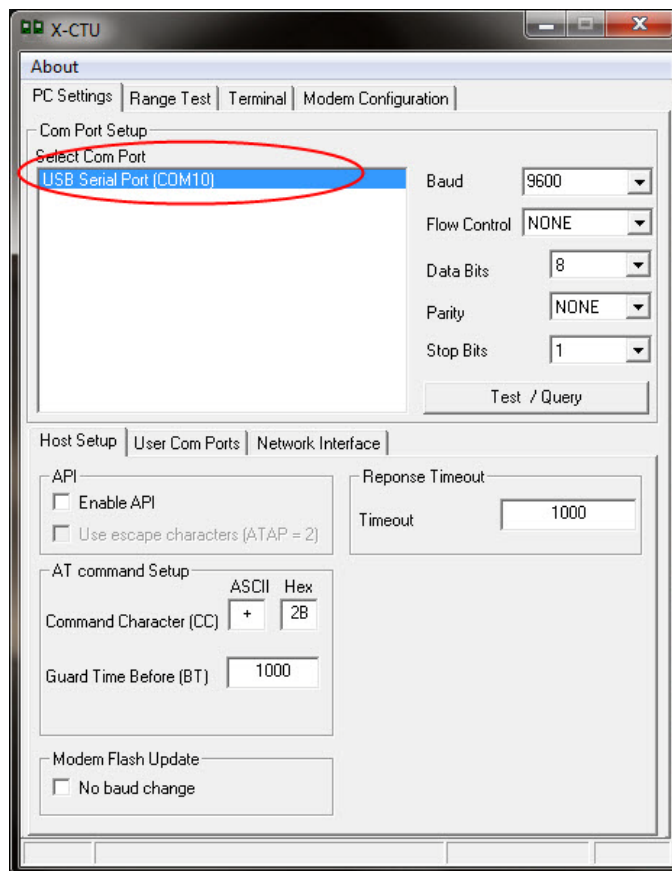 X-CTU
About
PC Settings Range Test Terminal Modem Configuration
Com Port Setup
Select Com Port
USB Serial Port (COM10)
Baud 9600
Flow Control NONE
Data Bits 8
Parity NONE
Stop Bits 1
Test / Query
Host Setup User Com Ports Network Interface
API
Enable API
Use escape characters (ATAP = 2)
Reponse Timeout
Timeout 1000
AT command Setup
ASCII Hex
Command Character (CC) + 2B
Guard Time Before (BT) 1000
Modem Flash Update
No baud change